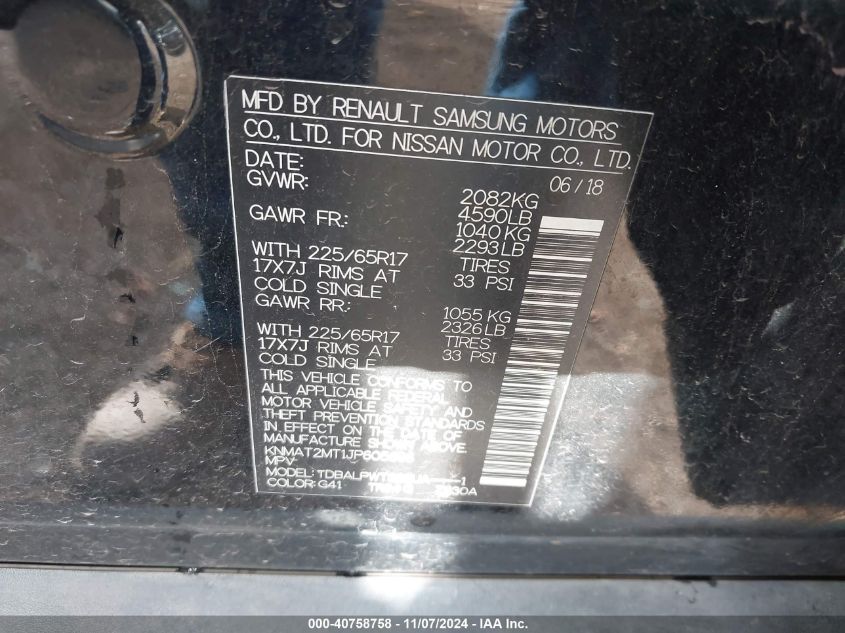 MFD BY RENAULT SAMSUNG MOTORS
CO., LTD. FOR NISSAN MOTOR CO., LTD.
DATE: 06/18
GVWR: 2082KG
4590LB
GAWR FR.: 1040 KG
2293LB
WITH 225/65R17 TIRES
17X7J RIMS AT 33 PSI
COLD SINGLE
GAWR RR.: 1055 KG
2326LB
WITH 225/65R17 TIRES
17X7J RIMS AT 33 PSI
COLD SINGLE
THIS VEHICLE CONFORMS TO
ALL APPLICABLE FEDERAL
MOTOR VEHICLE SAFETY AND
THEFT PREVENTION STANDARDS
IN EFFECT ON THE DATE OF
MANUFACTURE SHOWN ABOVE.
MPV
MODEL:
COLOR: G41
000-40758758 - 11/07/2024 - IAA Inc.